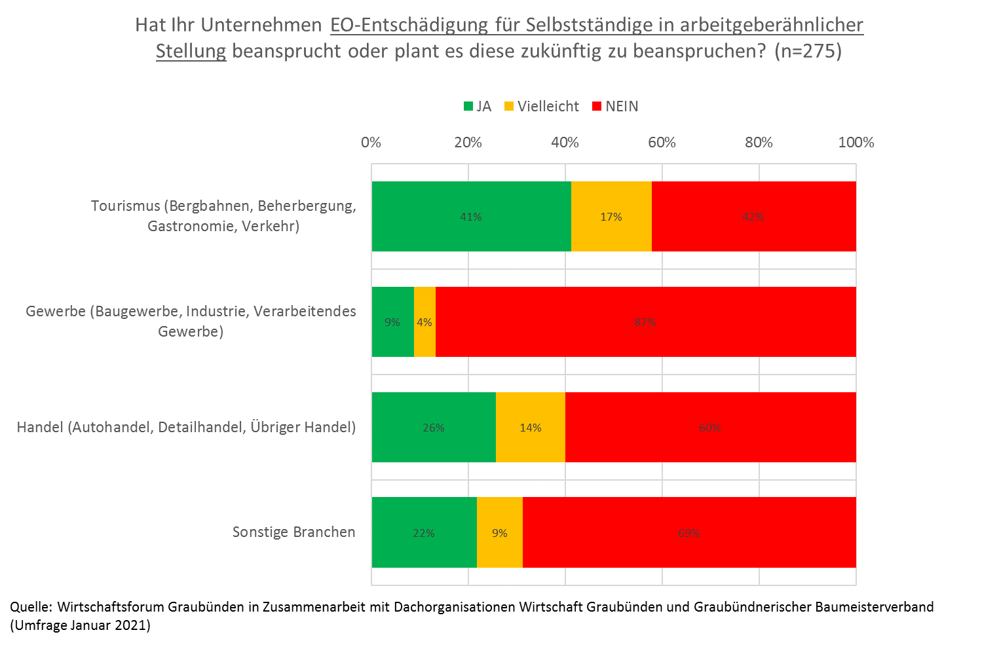 Hat Ihr Unternehmen EO-Entschädigung für Selbstständige in arbeitgeberähnlicher
Stellung beansprucht oder plant es diese zukünftig zu beanspruchen? (n=275)
JA Vielleicht NEIN
0% 20% 40% 60% 80% 100%
Tourismus (Bergbahnen, Beherbergung,
Gastronomie, Verkehr)
41% 17% 42%
Gewerbe (Baugewerbe, Industrie, Verarbeitendes
Gewerbe)
9% 4% 87%
Handel (Autohandel, Detailhandel, Übriger Handel)
26% 14% 60%
Sonstige Branchen
22% 9% 69%
Quelle: Wirtschaftsforum Graubünden in Zusammenarbeit mit Dachorganisationen Wirtschaft Graubünden und Graubündnerischer Baumeisterverband
(Umfrage Januar 2021)